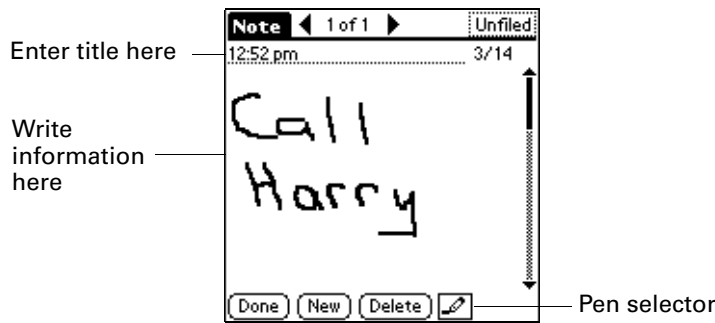 Note 1 of 1 Unfiled
Enter title here 12:52 pm 3/14
Call
Write
information
here
Harry
Done New Delete
Pen selector